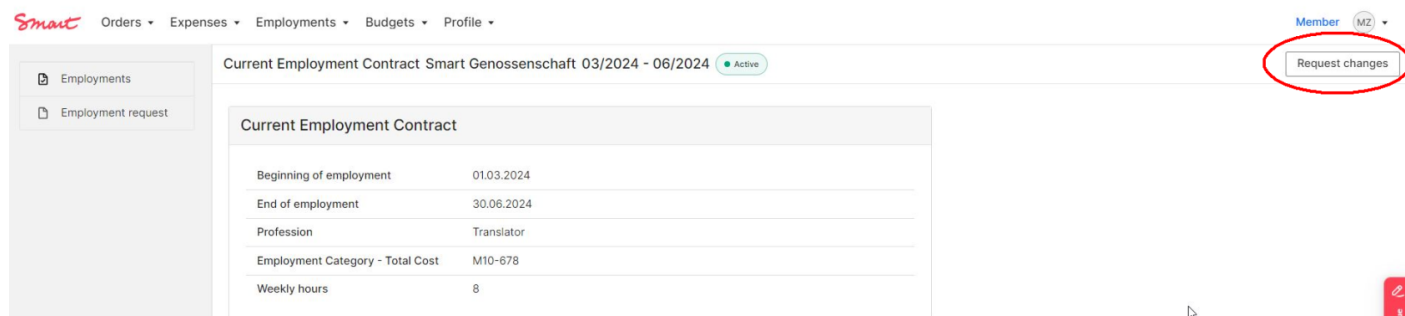 Smart Orders Expenses Employments Budgets Profile Member MZ
Employments
Employment request
Current Employment Contract Smart Genossenschaft 03/2024 - 06/2024 Active Request changes
Current Employment Contract
Beginning of employment 01.03.2024
End of employment 30.06.2024
Profession Translator
Employment Category - Total Cost M10-678
Weekly hours 8